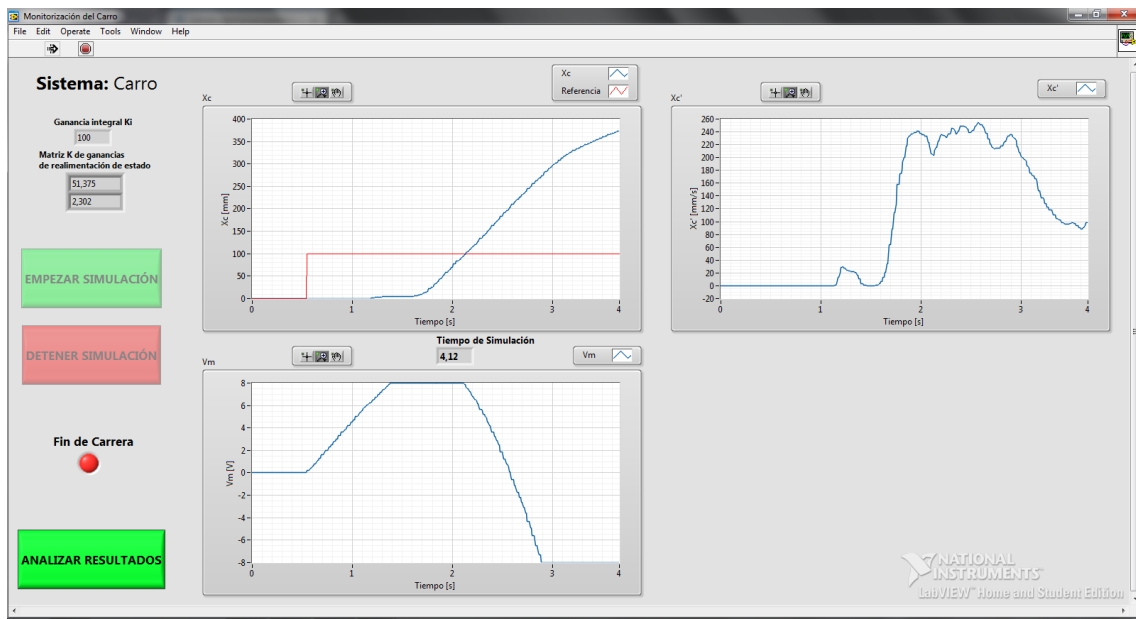 Monitorización del Carro
File Edit Operate Tools Window Help
Sistema: Carro
Ganancia integral Ki
100
Matriz K de ganancias
de realimentación de estado
51,375
2,302
EMPEZAR SIMULACIÓN
DETENER SIMULACIÓN
Fin de Carrera
ANALIZAR RESULTADOS
Xc
Xc
Referencia
400
350
300
250
200
150
100
50
0
Xc [mm]
0 1 2 3 4
Tiempo [s]
Xc'
Xc'
260
240
220
200
180
160
140
120
100
80
60
40
20
0
-20
Xc' [mm/s]
0 1 2 3 4
Tiempo [s]
Tiempo de Simulación
4,12
Vm
Vm
8
6
4
2
0
-2
-4
-6
-8
Vm [V]
0 1 2 3 4
Tiempo [s]
NATIONAL
INSTRUMENTS
LabVIEW™ Home and Student Edition